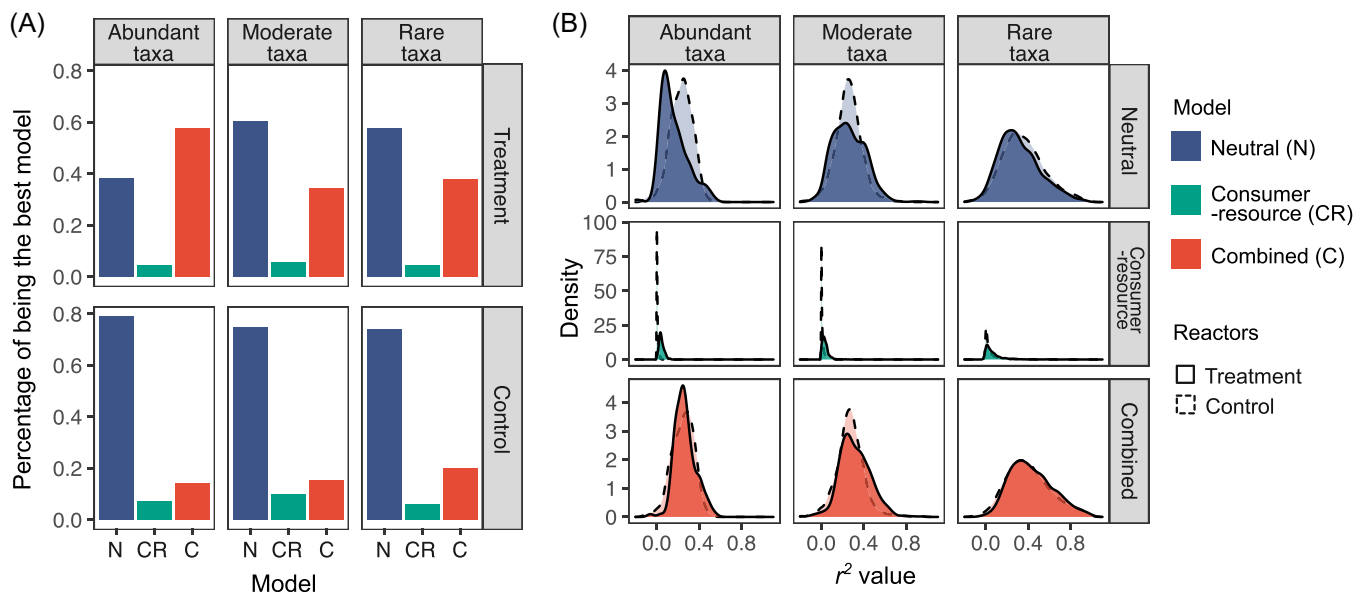 (A)
Abundant
taxa
Moderate
taxa
Rare
taxa
Percentage of being the best model
0.8
0.6
0.4
0.2
0.0
Treatment
0.8
0.6
0.4
0.2
0.0
Control
N CR C
N CR C
N CR C
Model
(B)
Abundant
taxa
Moderate
taxa
Rare
taxa
Density
4
3
2
1
0
Neutral
100
75
50
25
0
Consumer
-resource
4
3
2
1
0
Combined
0.0 0.4 0.8
0.0 0.4 0.8
0.0 0.4 0.8
r² value
Model
Neutral (N)
Consumer
-resource (CR)
Combined (C)
Reactors
Treatment
Control